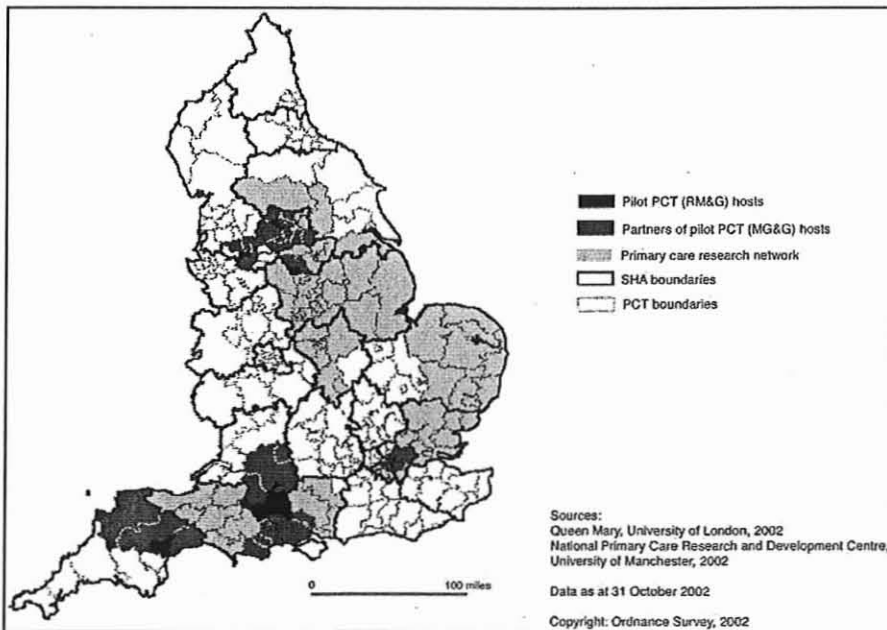 Pilot PCT (RM&G) hosts
Partners of pilot PCT (MG&G) hosts
Primary care research network
SHA boundaries
PCT boundaries
0 100 miles
Sources:
Queen Mary, University of London, 2002
National Primary Care Research and Development Centre,
University of Manchester, 2002
Data as at 31 October 2002
Copyright: Ordnance Survey, 2002